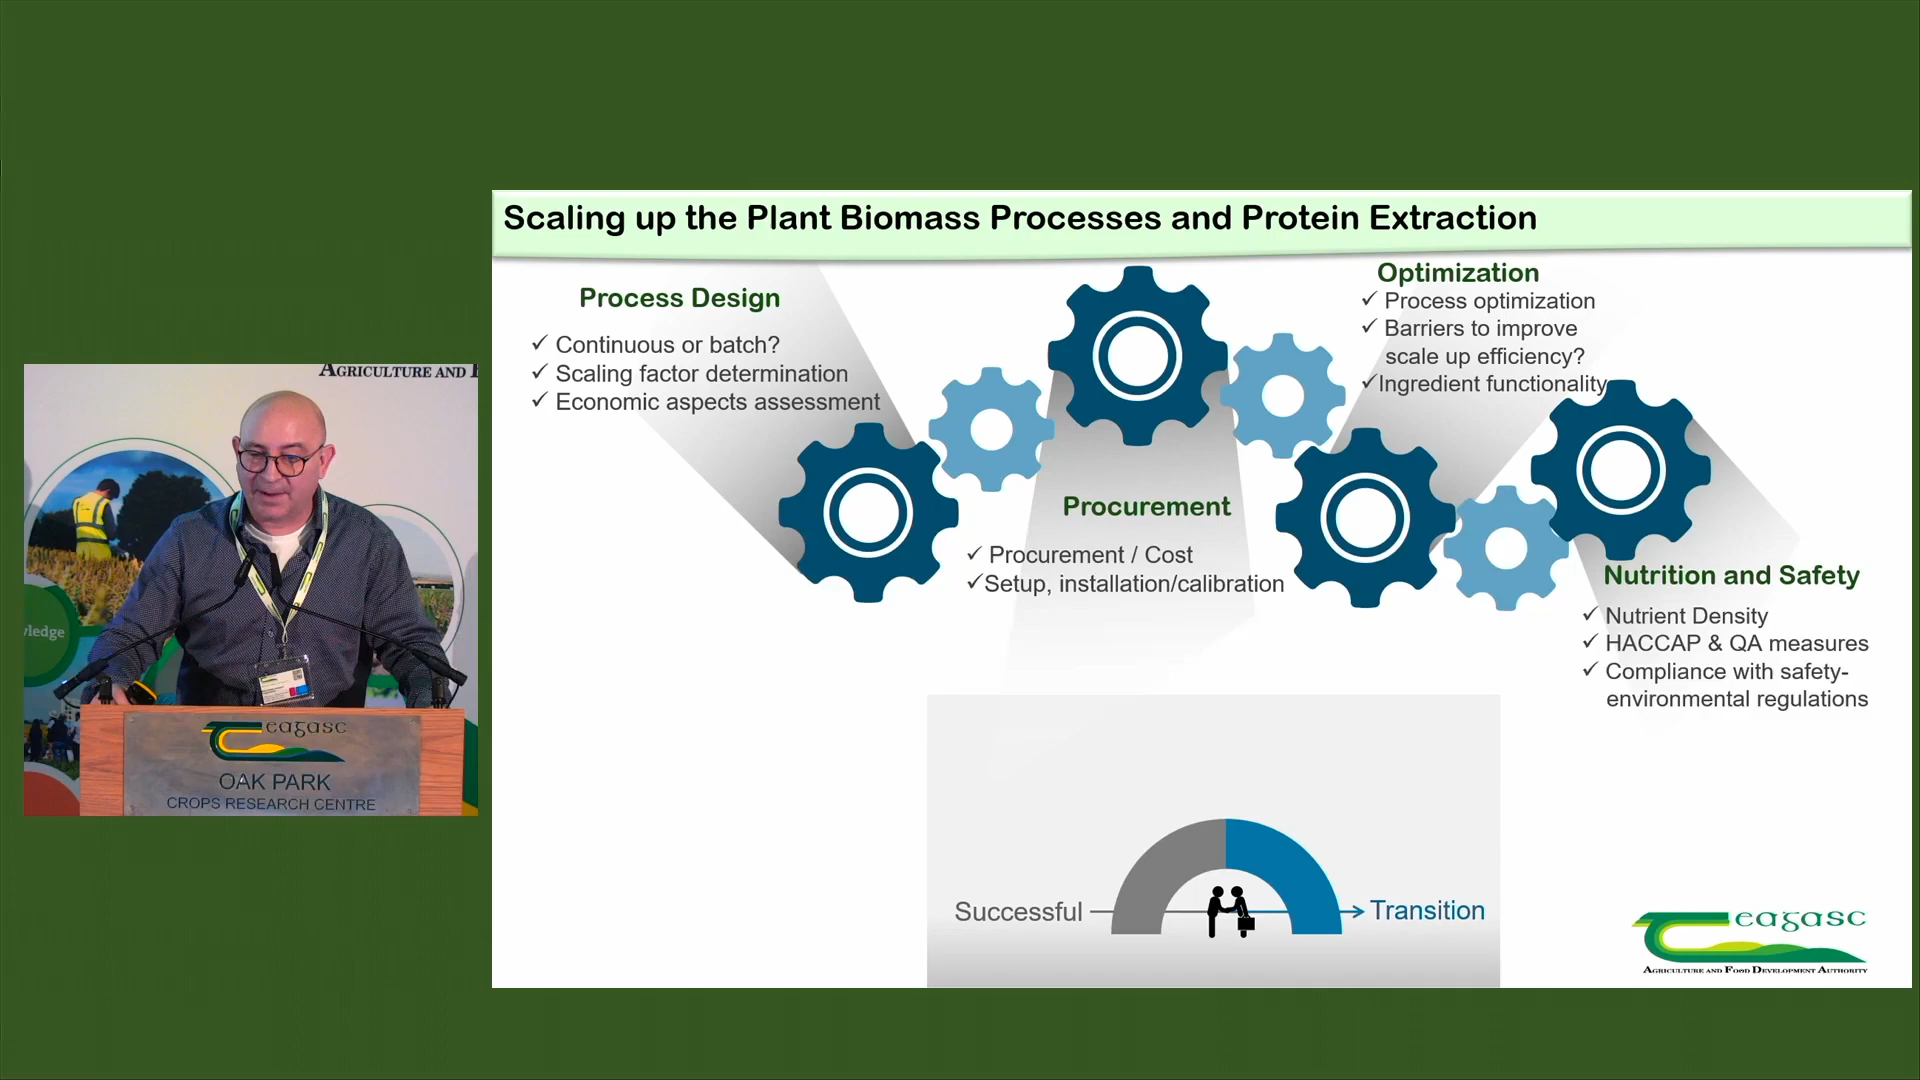 Scaling up the Plant Biomass Processes and Protein Extraction
Process Design
✓ Continuous or batch?
✓ Scaling factor determination
✓ Economic aspects assessment
Procurement
✓ Procurement / Cost
✓Setup, installation/calibration
Optimization
✓ Process optimization
✓ Barriers to improve
scale up efficiency?
✓Ingredient functionality
Nutrition and Safety
✓ Nutrient Density
✓ HACCAP & QA measures
✓ Compliance with safety-
environmental regulations
Successful
Transition
eagasc
AGRICULTURE AND FOOD DEVELOPMENT AUTHORITY
AGRICULTURE AND
eagasc
OAK PARK
CROPS RESEARCH CENTRE